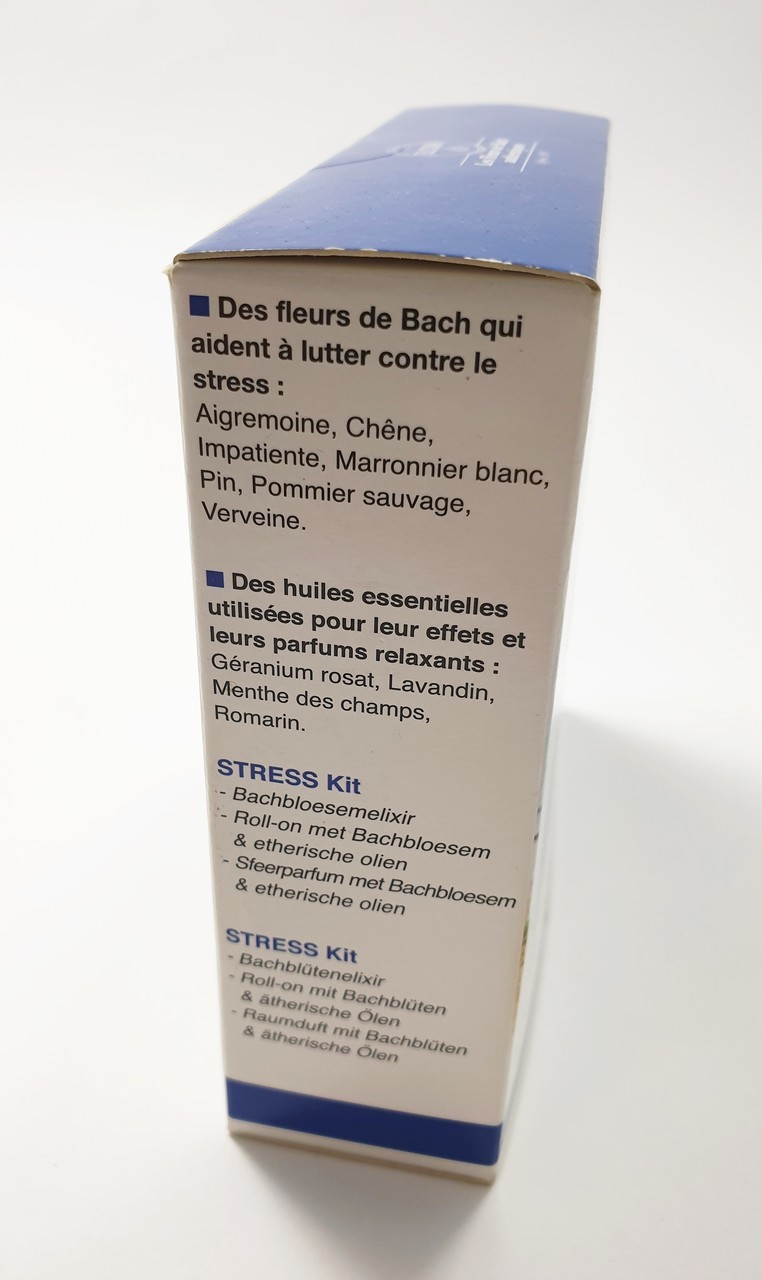 ■ Des fleurs de Bach qui
aident à lutter contre le
stress :
Aigremoine, Chêne,
Impatiente, Marronnier blanc,
Pin, Pommier sauvage,
Verveine.
■ Des huiles essentielles
utilisées pour leur effets et
leurs parfums relaxants :
Géranium rosat, Lavandin,
Menthe des champs,
Romarin.
STRESS Kit
- Bachbloesemelixir
- Roll-on met Bachbloesem
& etherische olien
- Sfeerparfum met Bachbloesem
& etherische olien
STRESS Kit
- Bachblütenelixir
- Roll-on mit Bachblüten
& ätherische Ölen
- Raumduft mit Bachblüten
& ätherische Ölen